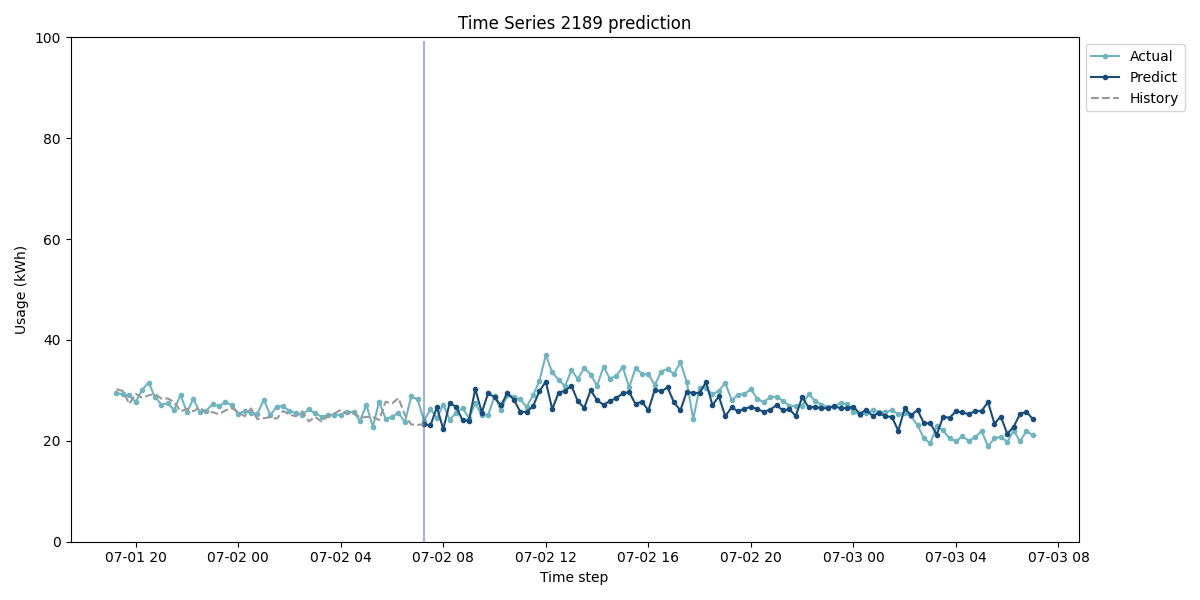 Time Series 2189 prediction
100
80
60
40
20
0
Usage (kWh)
07-01 20
07-02 00
07-02 04
07-02 08
07-02 12
07-02 16
07-02 20
07-03 00
07-03 04
07-03 08
Time step
Actual
Predict
History